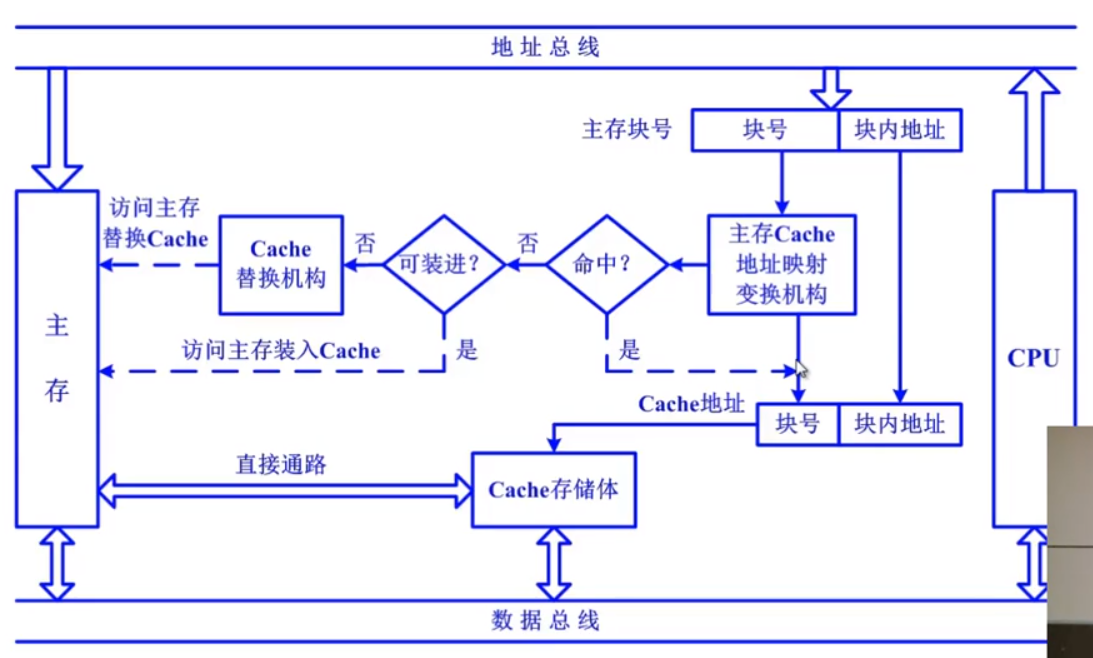 地址总线
主存块号
块号
块内地址
访问主存
替换Cache
Cache
替换机构
否
可装进？
否
命中？
主存Cache
地址映射
变换机构
主
存
访问主存装入Cache
是
是
CPU
Cache地址
块号
块内地址
直接通路
Cache存储体
数据总线